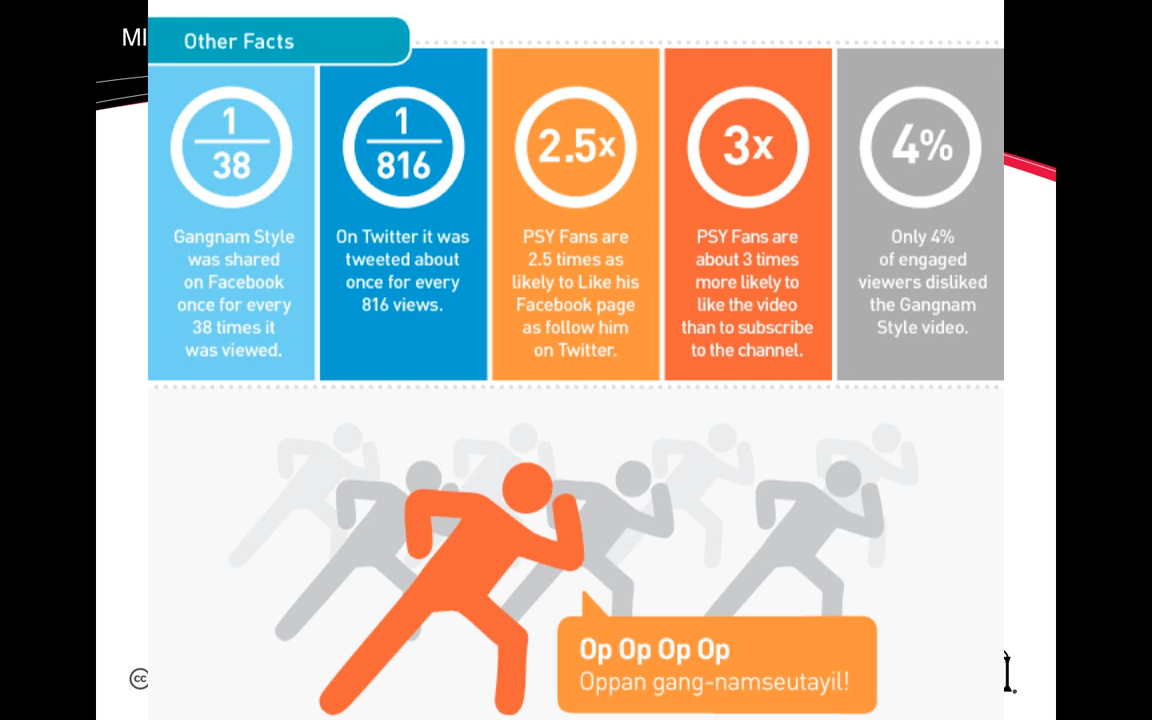 MI
Other Facts
1
38
Gangnam Style
was shared
on Facebook
once for every
38 times it
was viewed.
1
816
On Twitter it was
tweeted about
once for every
816 views.
2.5x
PSY Fans are
2.5 times as
likely to Like his
Facebook page
as follow him
on Twitter.
3x
PSY Fans are
about 3 times
more likely to
like the video
than to subscribe
to the channel.
4%
Only 4%
of engaged
viewers disliked
the Gangnam
Style video.
Op Op Op Op
Oppan gang-namseutayil!
cc